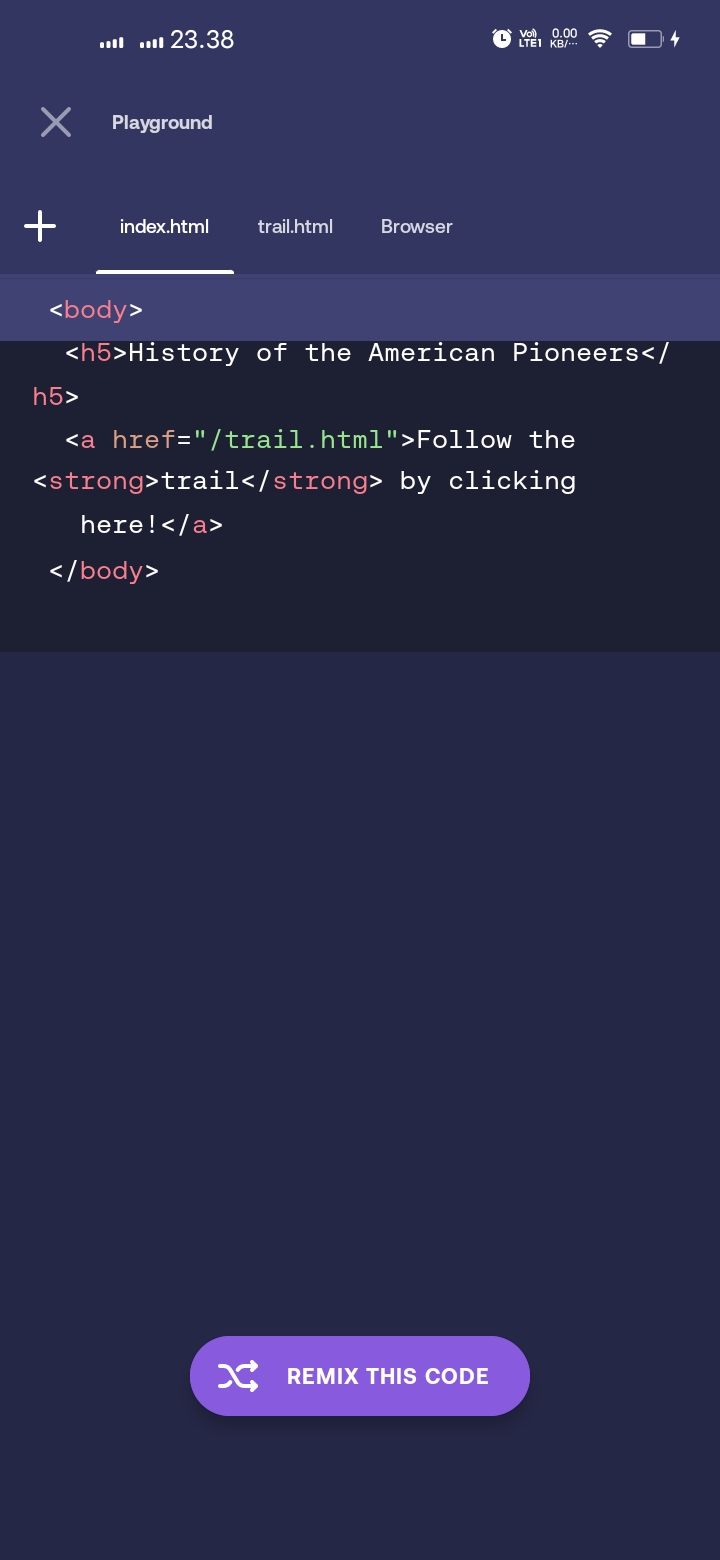 23.38 Vo) LTE1 0.00 KB/...
Playground
index.html trail.html Browser
<body>
<h5>History of the American Pioneers</
h5>
<a href="/trail.html">Follow the
<strong>trail</strong> by clicking
here!</a>
</body>
REMIX THIS CODE